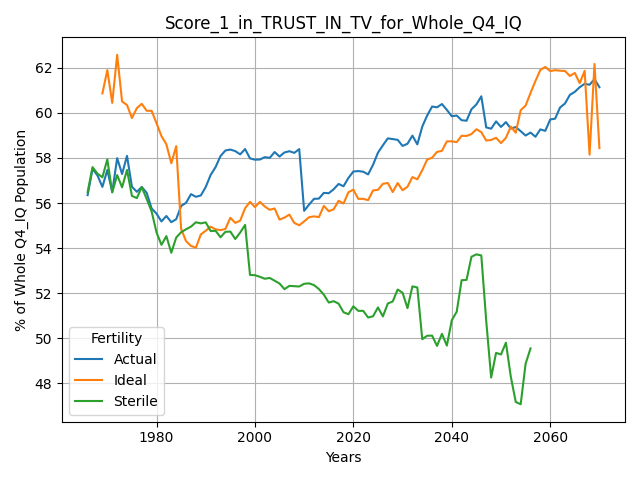 Score_1_in_TRUST_IN_TV_for_Whole_Q4_IQ
% of Whole Q4_IQ Population
62
60
58
56
54
52
50
48
Fertility
Actual
Ideal
Sterile
1980 2000 2020 2040 2060
Years